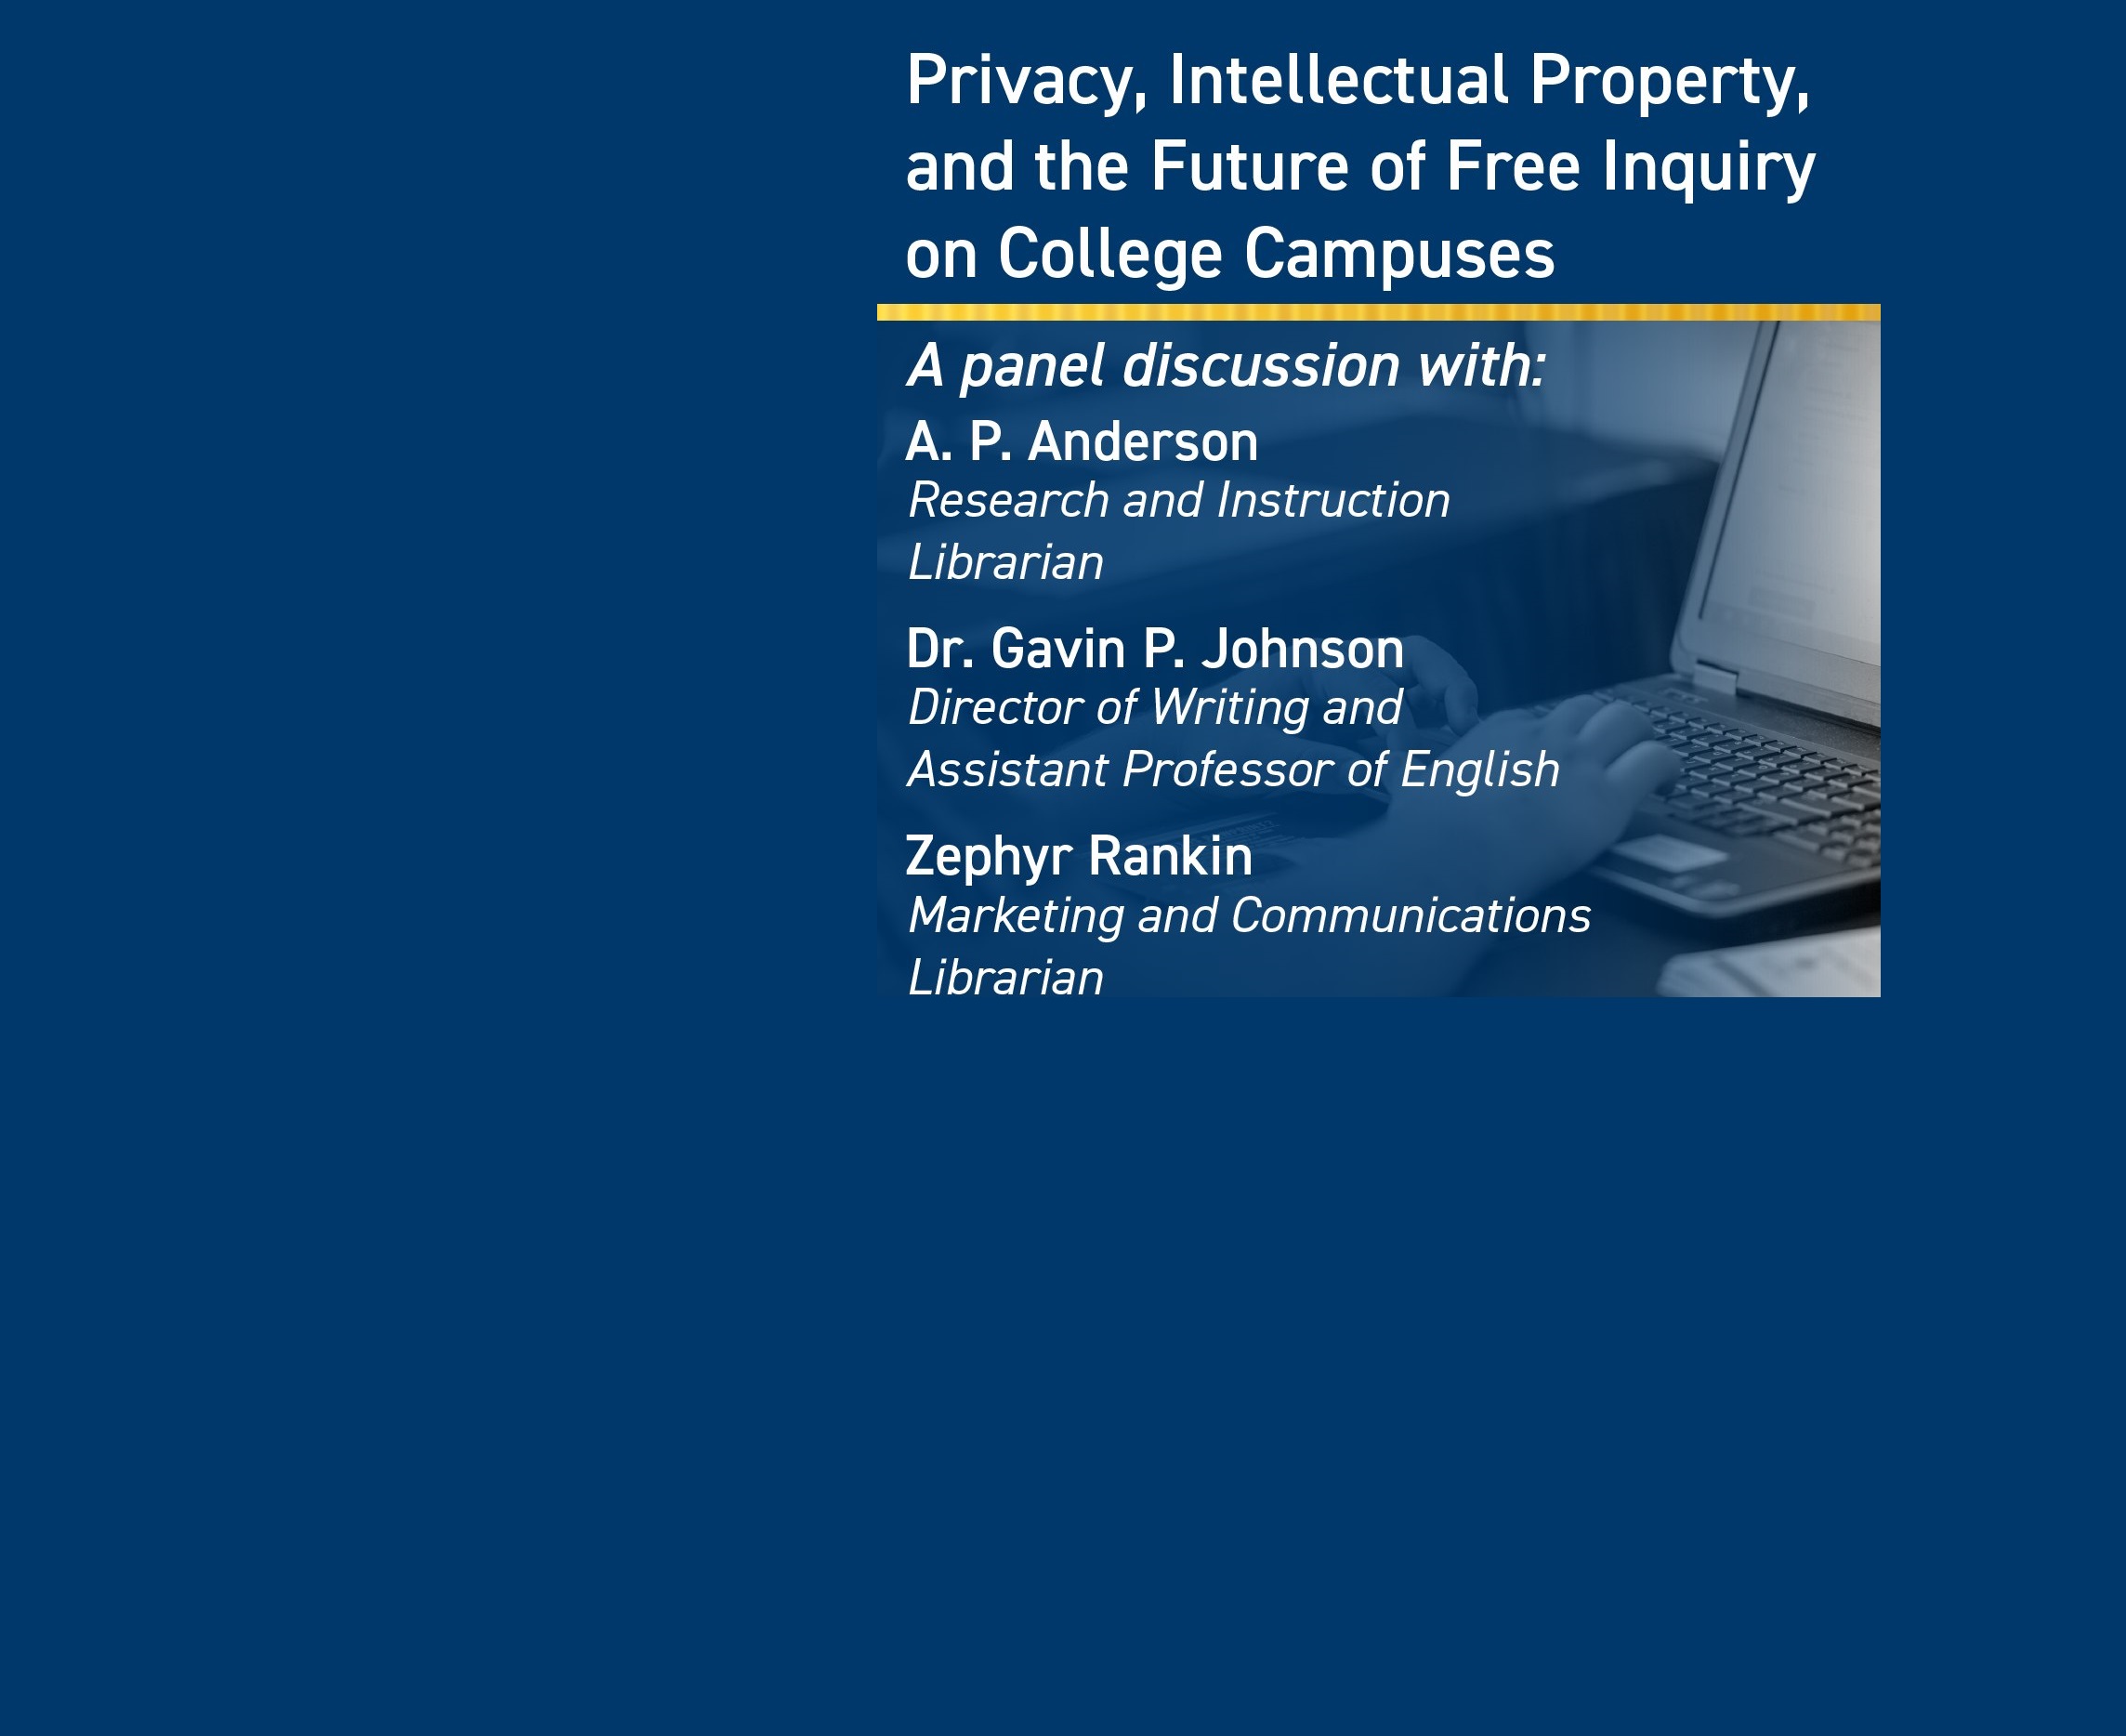 Privacy, Intellectual Property,
and the Future of Free Inquiry
on College Campuses
A panel discussion with:
A. P. Anderson
Research and Instruction
Librarian
Dr. Gavin P. Johnson
Director of Writing and
Assistant Professor of English
Zephyr Rankin
Marketing and Communications
Librarian